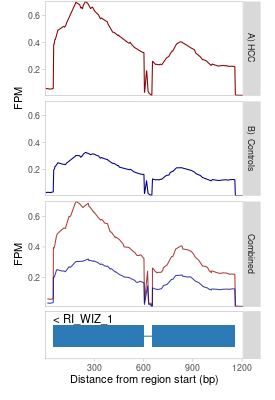 0.6
0.4
0.2
A) HCC
FPM
0.6
0.4
0.2
B) Controls
0.6
0.4
0.2
FPM
Combined
< RI_WIZ_1
300
600
900
1200
Distance from region start (bp)